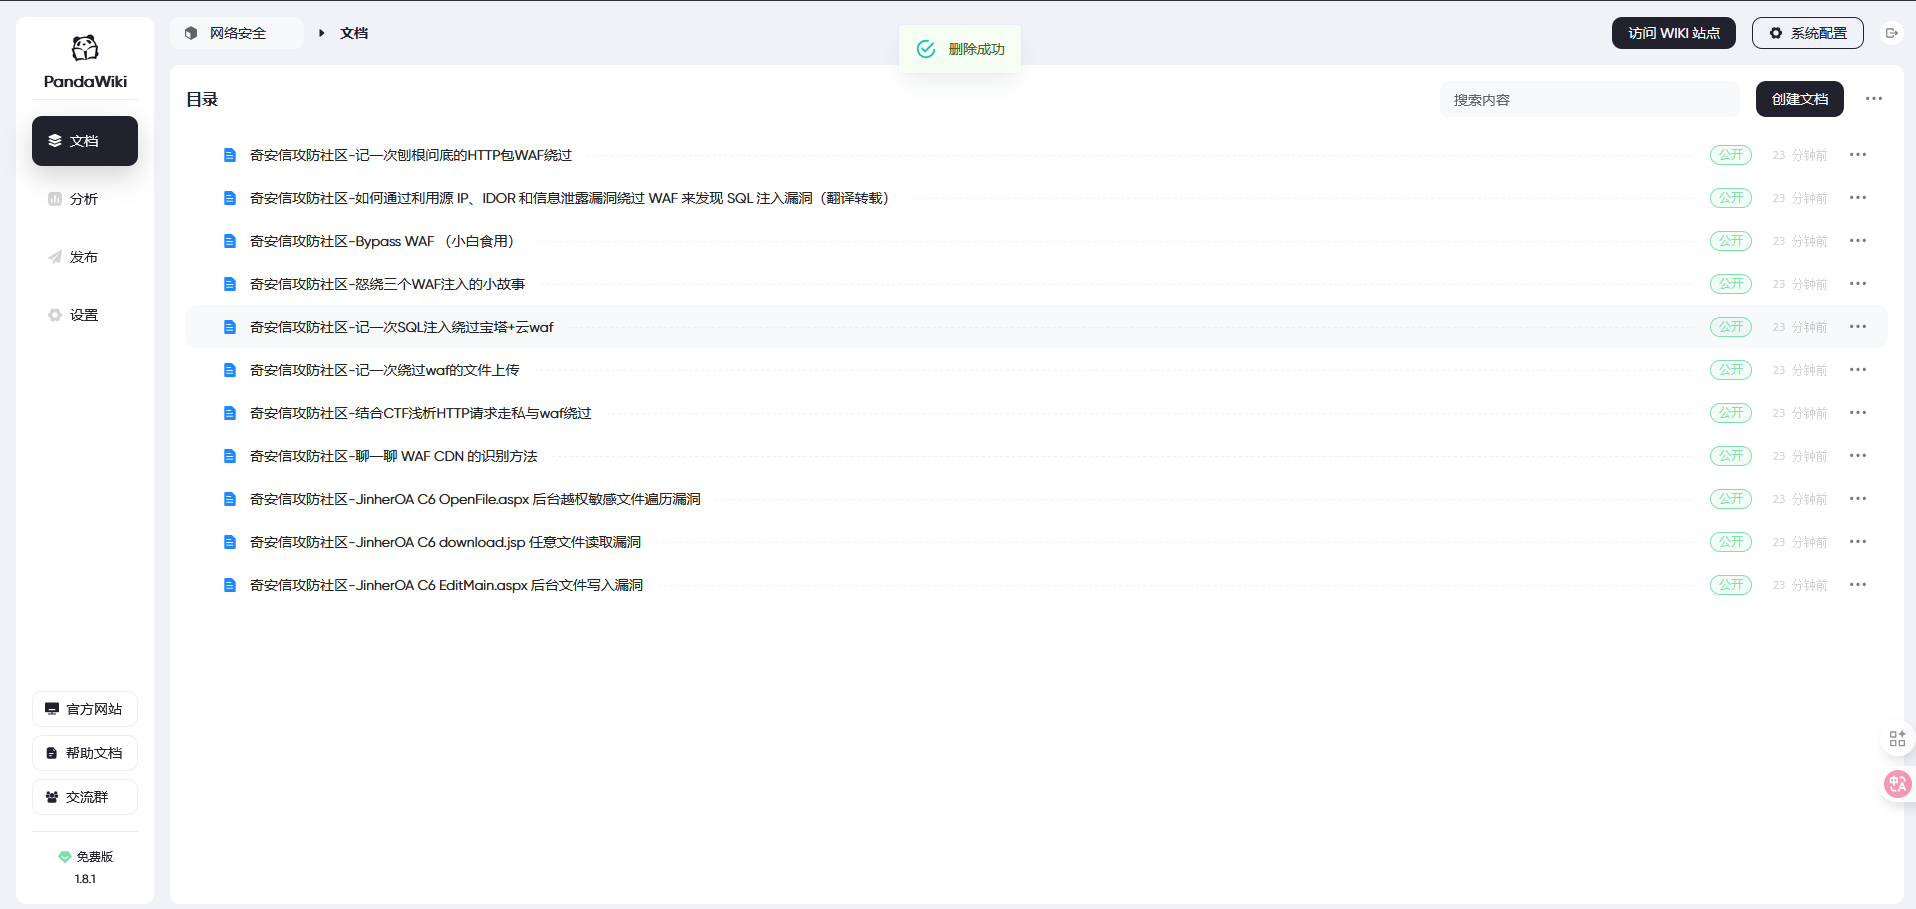 网络安全
文档
删除成功
访问 WIKI 站点
系统配置
PandaWiki
文档
分析
发布
设置
官方网站
帮助文档
交流群
免费版
1.8.1
目录
搜索内容
创建文档
奇安信攻防社区-记一次刨根问底的HTTP包WAF绕过
公开
23 分钟前
奇安信攻防社区-如何通过利用源 IP、IDOR 和信息泄露漏洞绕过 WAF 来发现 SQL 注入漏洞（翻译转载）
公开
23 分钟前
奇安信攻防社区-Bypass WAF （小白食用）
公开
23 分钟前
奇安信攻防社区-怒绕三个WAF注入的小故事
公开
23 分钟前
奇安信攻防社区-记一次SQL注入绕过宝塔+云waf
公开
23 分钟前
奇安信攻防社区-记一次绕过waf的文件上传
公开
23 分钟前
奇安信攻防社区-结合CTF浅析HTTP请求走私与waf绕过
公开
23 分钟前
奇安信攻防社区-聊一聊 WAF CDN 的识别方法
公开
23 分钟前
奇安信攻防社区-JinherOA C6 OpenFile.aspx 后台越权敏感文件遍历漏洞
公开
23 分钟前
奇安信攻防社区-JinherOA C6 download.jsp 任意文件读取漏洞
公开
23 分钟前
奇安信攻防社区-JinherOA C6 EditMain.aspx 后台文件写入漏洞
公开
23 分钟前
中A